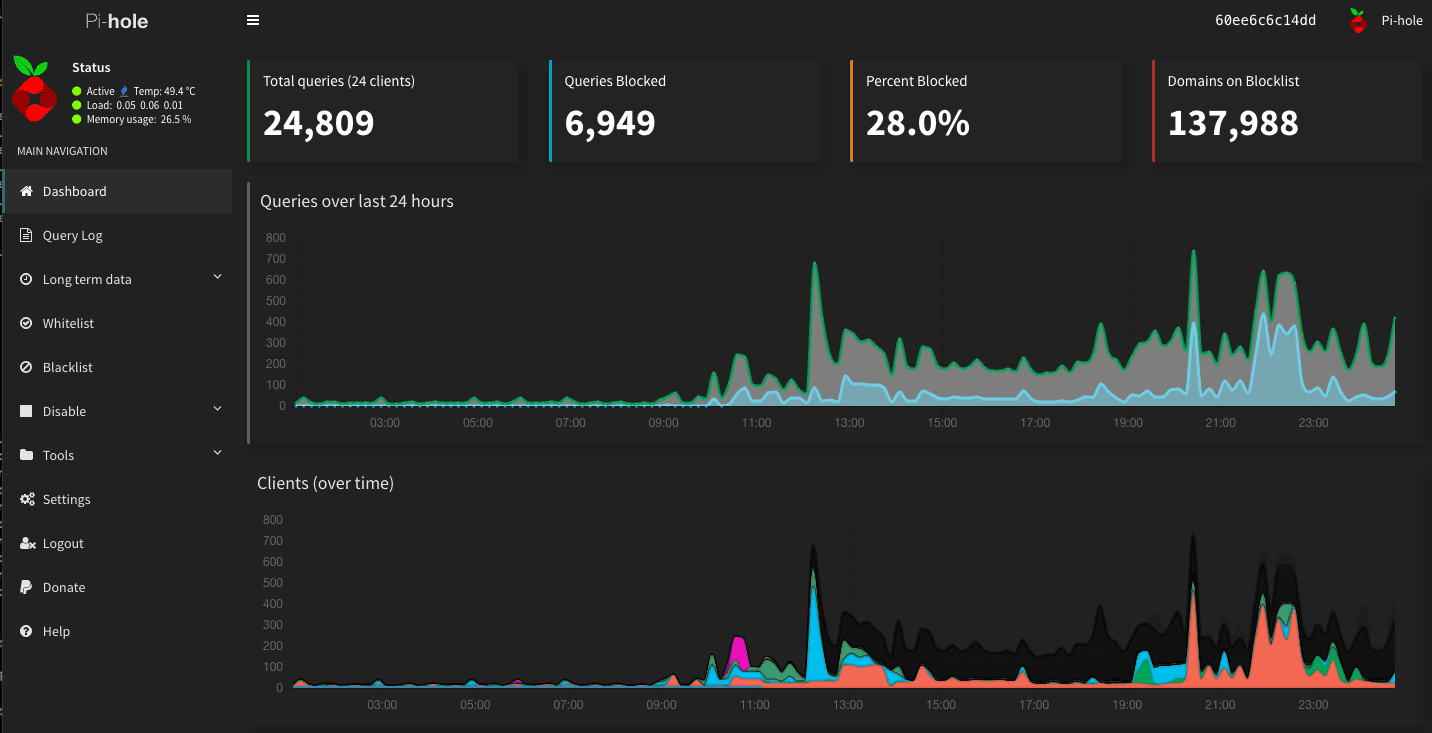 Pi-hole
60ee6c6c14dd
Pi-hole
Status
Active Temp: 49.4 °C
Load: 0.05 0.06 0.01
Memory usage: 26.5 %
MAIN NAVIGATION
Dashboard
Query Log
Long term data
Whitelist
Blacklist
Disable
Tools
Settings
Logout
Donate
Help
Total queries (24 clients)
24,809
Queries Blocked
6,949
Percent Blocked
28.0%
Domains on Blocklist
137,988
Queries over last 24 hours
800
700
600
500
400
300
200
100
0
03:00 05:00 07:00 09:00 11:00 13:00 15:00 17:00 19:00 21:00 23:00
Clients (over time)
800
700
600
500
400
300
200
100
0
03:00 05:00 07:00 09:00 11:00 13:00 15:00 17:00 19:00 21:00 23:00